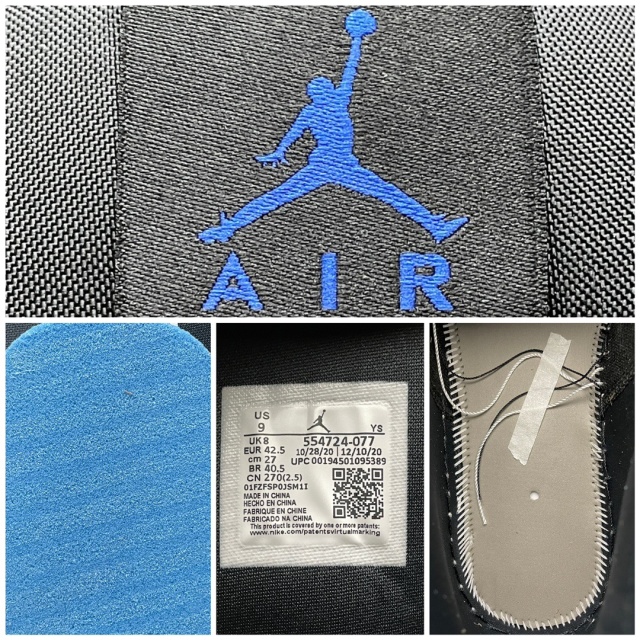 AIR
US
9
YS
UK 8
554724-077
EUR 42.5
10/28/20 | 12/10/20
cm 27
UPC 00194501095389
BR 40.5
CN 270(2.5)
01FZFSP0JSM1I
MADE IN CHINA
HECHO EN CHINA
FABRIQUE EN CHINE
FABRICADO NA CHINA
This product is covered by one or more patents:
www.nike.com/patentsvirtualmarking